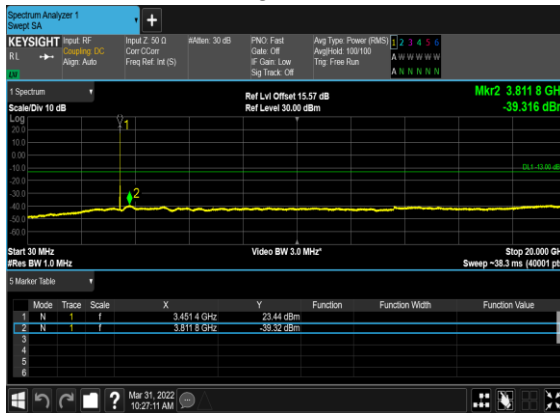 Spectrum Analyzer 1
Swept SA
+
KEYSIGHT Input: RF Input Z: 50 Ω #Atten: 30 dB PNO: Fast Avg Type: Power (RMS) 1 2 3 4 5 6
RL Coupling: DC Corr CCorr Gate: Off Avg|Hold: 100/100 A W W W W W
Align: Auto Freq Ref: Int (S) IF Gain: Low Trig: Free Run
Sig Track: Off A N N N N N
1 Spectrum
Scale/Div 10 dB
Ref Lvl Offset 15.57 dB
Ref Level 30.00 dBm
Mkr2 3.811 8 GH
-39.316 dB
Log
20.0
10.0
0.00
-10.0
-20.0
-30.0
-40.0
-50.0
-60.0
1
2
DL1 -13.00 dB
Start 30 MHz Video BW 3.0 MHz* Stop 20.000 GH
#Res BW 1.0 MHz Sweep ~38.3 ms (40001 pt
5 Marker Table
Mode Trace Scale X Y Function Function Width Function Value
1 N 1 f 3.451 4 GHz 23.44 dBm
2 N 1 f 3.811 8 GHz -39.32 dBm
3
4
5
6
? Mar 31, 2022
10:27:11 AM